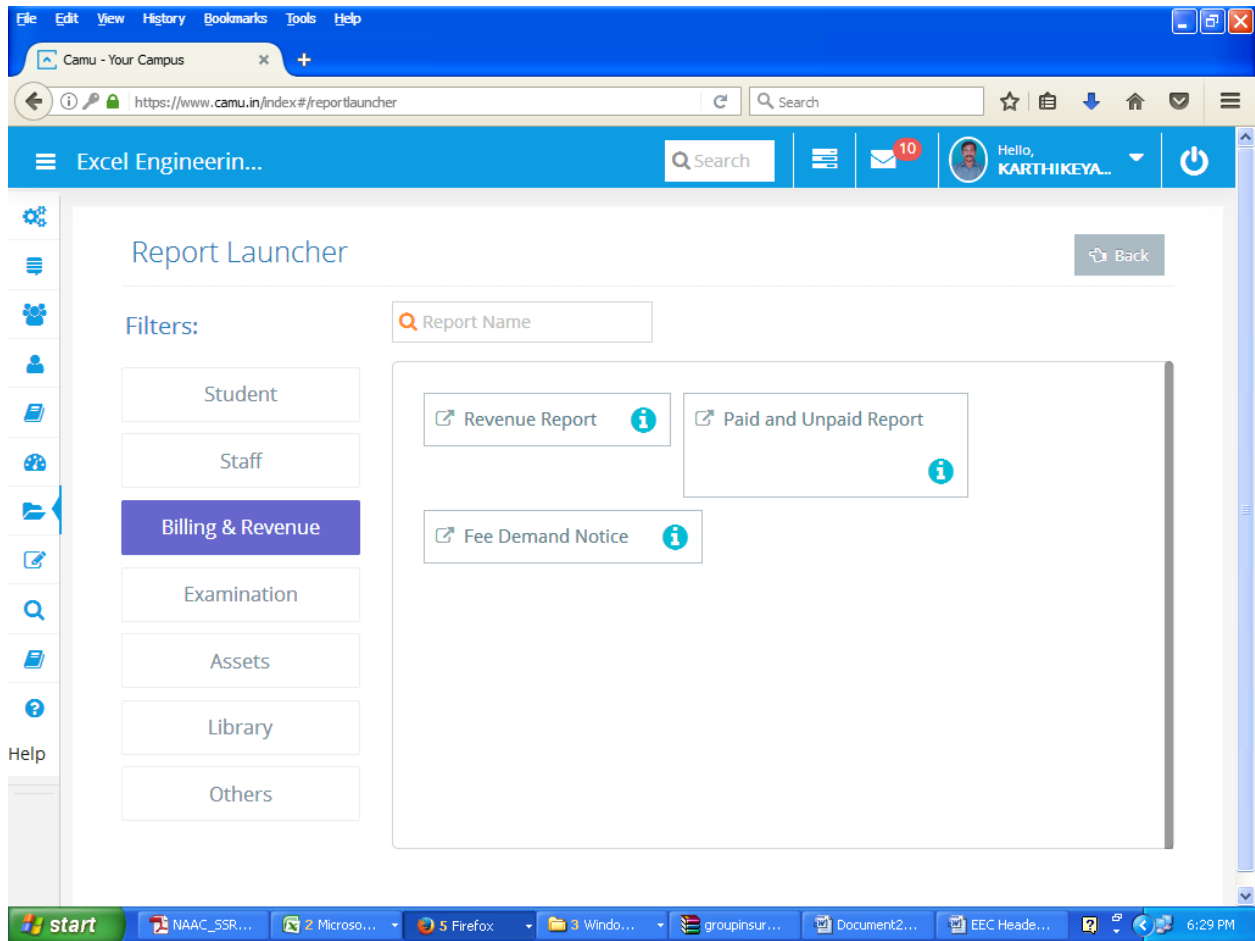 File Edit View History Bookmarks Tools Help
Camu - Your Campus
https://www.camu.in/index#/reportlauncher
Search
Excel Engineerin...
Search
10
Hello,
KARTHIKEYA...
Report Launcher
Back
Filters:
Report Name
Student
Staff
Billing & Revenue
Examination
Assets
Library
Others
Revenue Report
Paid and Unpaid Report
Fee Demand Notice
Help
start
NAAC_SSR...
2 Microso...
5 Firefox
3 Windo...
groupinsur...
Document2...
EEC Heade...
6:29 PM